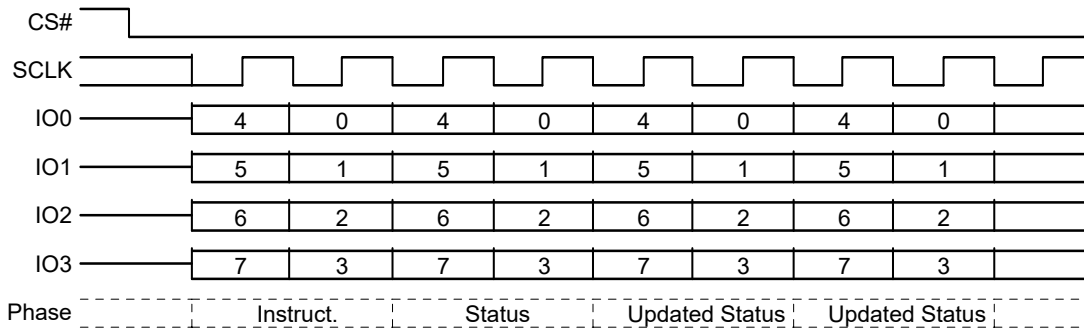 CS#
SCLK
IO0 4 0 4 0 4 0 4 0
IO1 5 1 5 1 5 1 5 1
IO2 6 2 6 2 6 2 6 2
IO3 7 3 7 3 7 3 7 3
Phase Instruct. Status Updated Status Updated Status